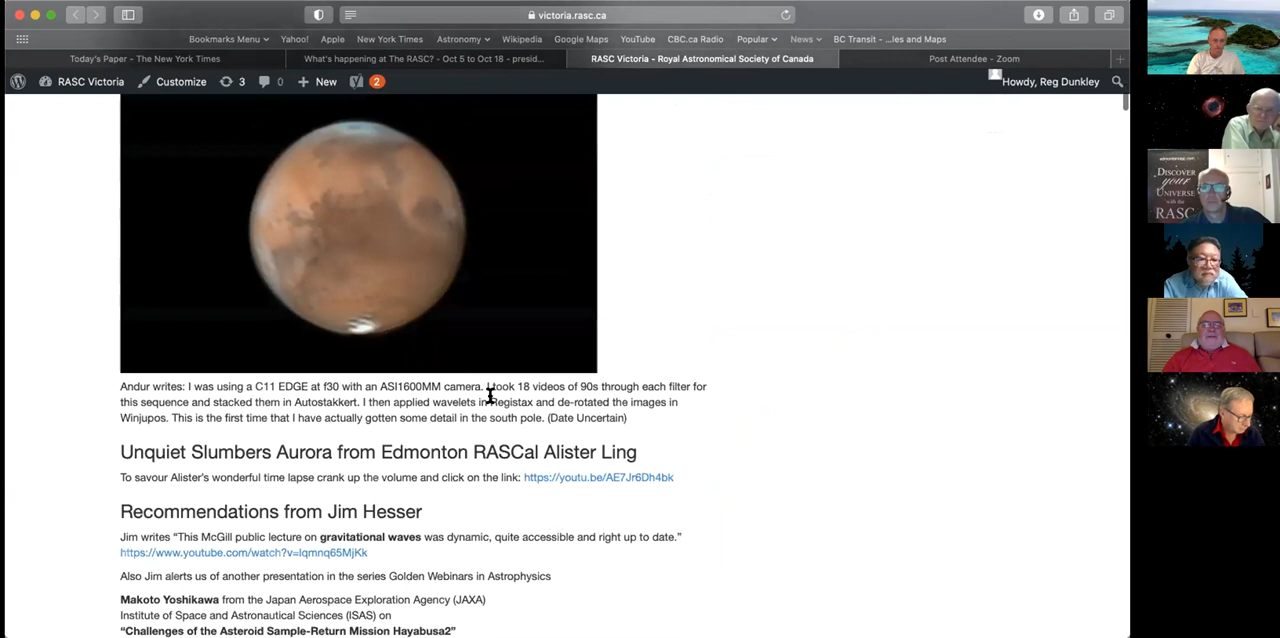 victoria.rasc.ca
Bookmarks Menu Yahoo! Apple New York Times Astronomy Wikipedia Google Maps YouTube CBC.ca Radio Popular News BC Transit - ...les and Maps
Today's Paper - The New York Times What's happening at The RASC? - Oct 5 to Oct 18 - presid... RASC Victoria - Royal Astronomical Society of Canada Post Attendee - Zoom
RASC Victoria Customize 3 0 New 2 Howdy, Reg Dunkley
Andur writes: I was using a C11 EDGE at f30 with an ASI1600MM camera. I took 18 videos of 90s through each filter for
this sequence and stacked them in Autostakkert. I then applied wavelets in Registax and de-rotated the images in
Winjupos. This is the first time that I have actually gotten some detail in the south pole. (Date Uncertain)
Unquiet Slumbers Aurora from Edmonton RASCal Alister Ling
To savour Alister's wonderful time lapse crank up the volume and click on the link: https://youtu.be/AE7Jr6Dh4bk
Recommendations from Jim Hesser
Jim writes “This McGill public lecture on gravitational waves was dynamic, quite accessible and right up to date.”
https://www.youtube.com/watch?v=lqmnq65MjKk
Also Jim alerts us of another presentation in the series Golden Webinars in Astrophysics
Makoto Yoshikawa from the Japan Aerospace Exploration Agency (JAXA)
Institute of Space and Astronautical Sciences (ISAS) on
“Challenges of the Asteroid Sample-Return Mission Hayabusa2”
DISCOVER
your
UNIVERSE
with the
RASC